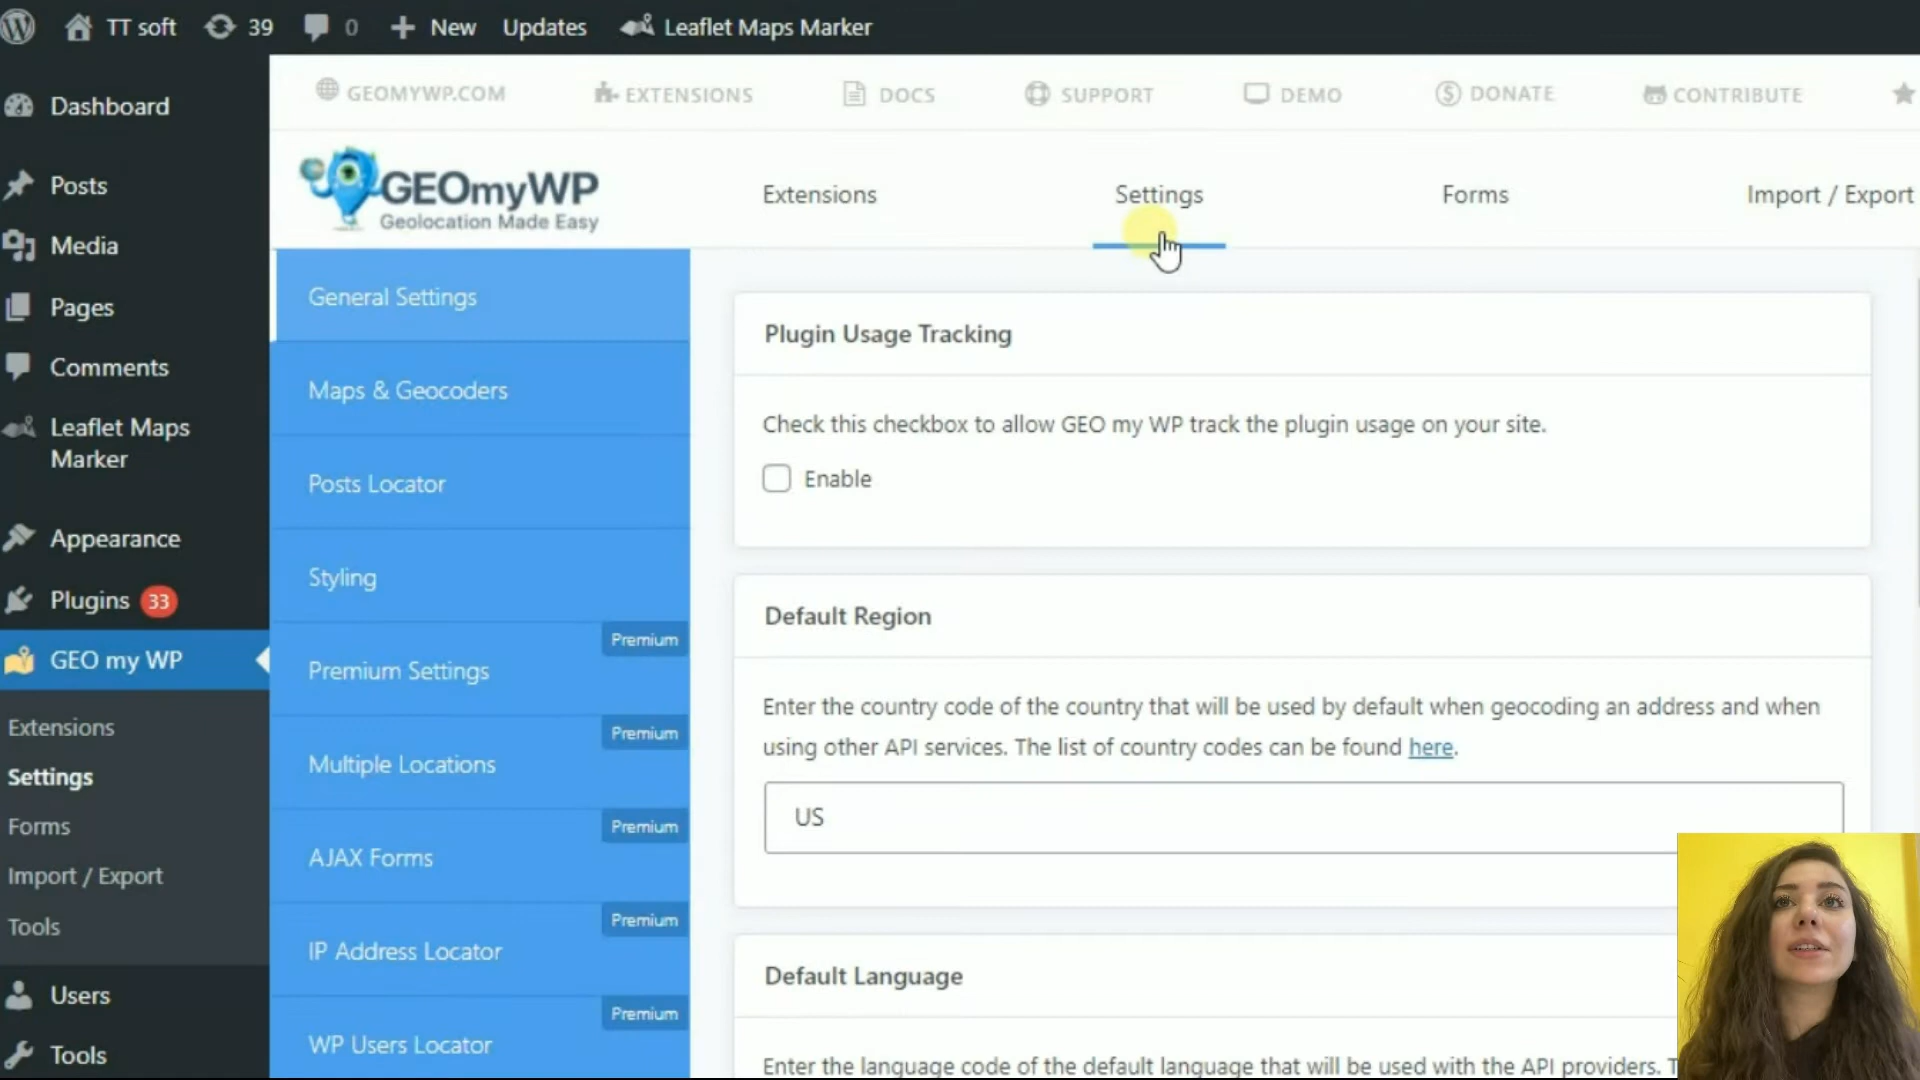 TT soft
39
0
New
Updates
Leaflet Maps Marker
GEOMYWP.COM
EXTENSIONS
DOCS
SUPPORT
DEMO
DONATE
CONTRIBUTE
Dashboard
Posts
Media
Pages
Comments
Leaflet Maps
Marker
Appearance
Plugins 33
GEO my WP
Extensions
Settings
Forms
Import / Export
Tools
Users
Tools
GEOmyWP
Geolocation Made Easy
Extensions
Settings
Forms
Import / Export
General Settings
Maps & Geocoders
Posts Locator
Styling
Premium
Premium Settings
Premium
Multiple Locations
Premium
AJAX Forms
Premium
IP Address Locator
Premium
WP Users Locator
Plugin Usage Tracking
Check this checkbox to allow GEO my WP track the plugin usage on your site.
Enable
Default Region
Enter the country code of the country that will be used by default when geocoding an address and when
using other API services. The list of country codes can be found here.
US
Default Language
Enter the language code of the default language that will be used with the API providers. T